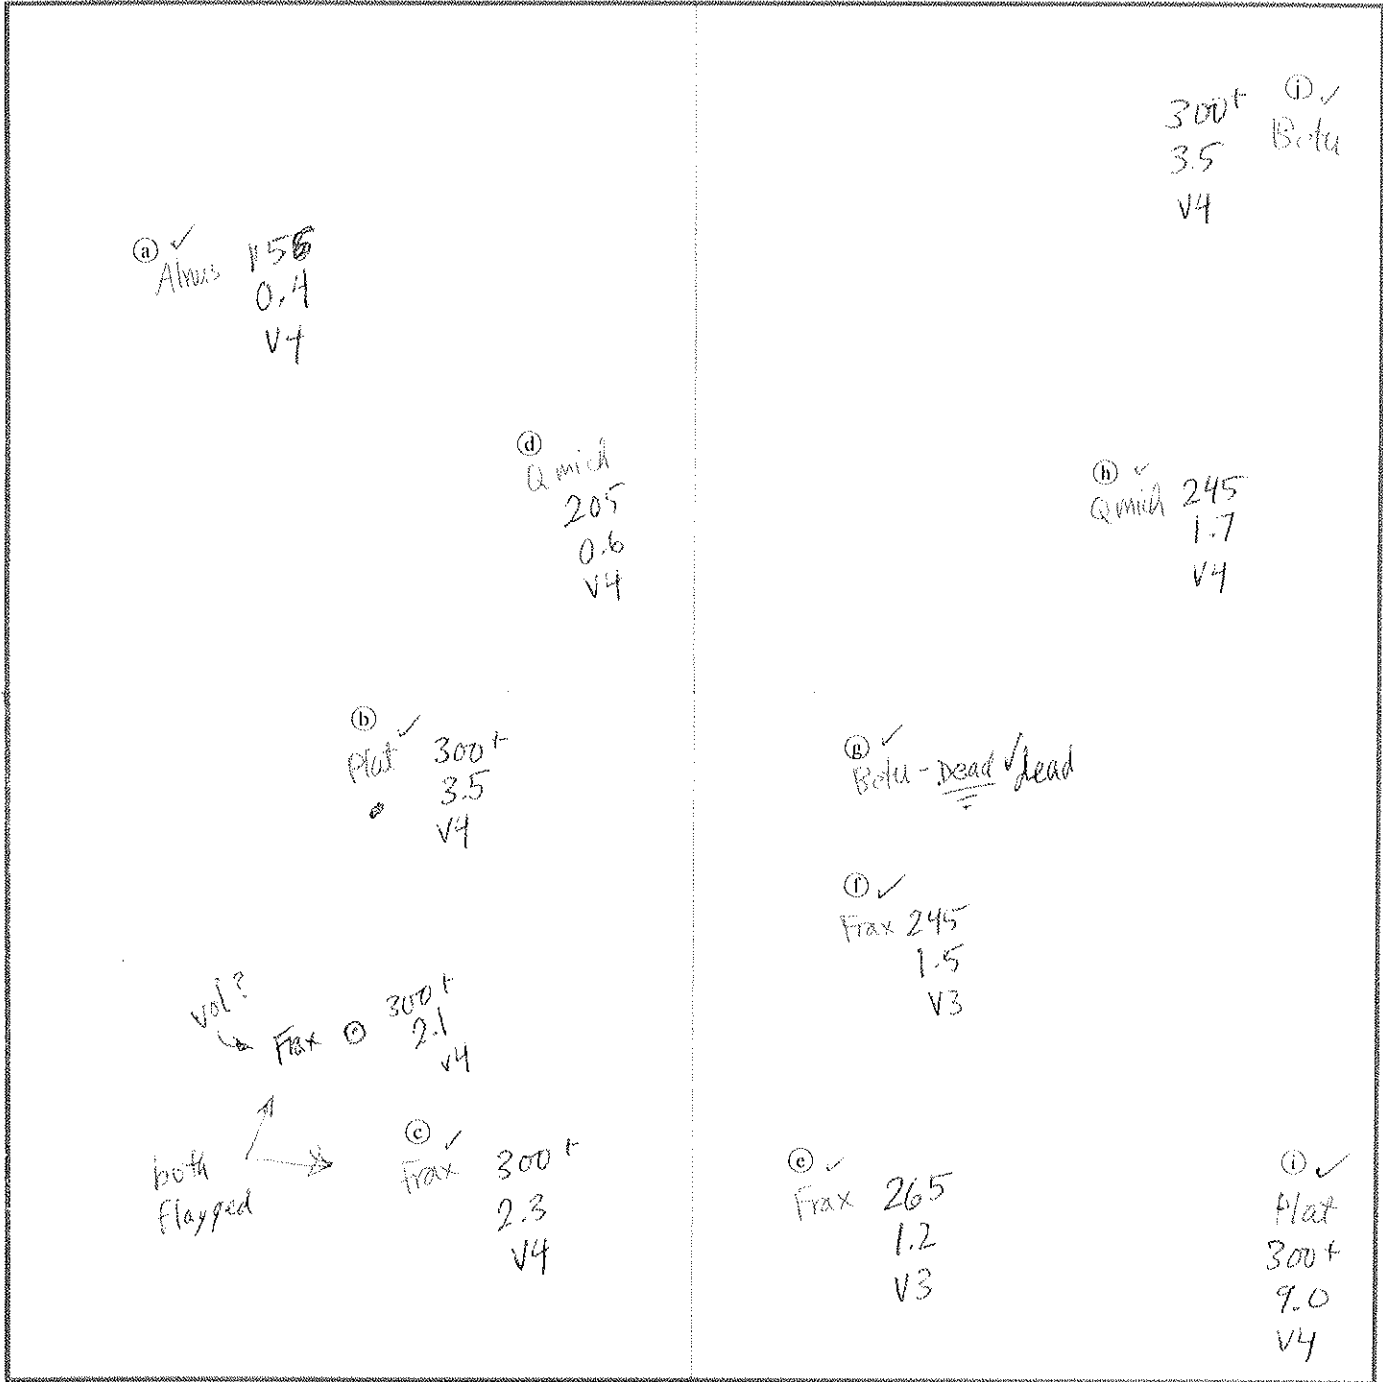 ⓙ ✓
300+ Betu
3.5
V4
ⓐ ✓
Alnus 155
0.4
V4
ⓓ
Q mich
205
0.6
V4
ⓗ ✓
Qmich 245
1.7
V4
ⓑ ✓
Plat 300+
3.5
V4
ⓖ ✓
Betu - Dead ✓ dead
ⓕ ✓
Frax 245
1.5
V3
vol?
Frax ⓒ 300+
2.1
V4
both
flagged
ⓒ ✓
Frax 300+
2.3
V4
ⓔ ✓
Frax 265
1.2
V3
ⓘ ✓
Plat
300+
9.0
V4